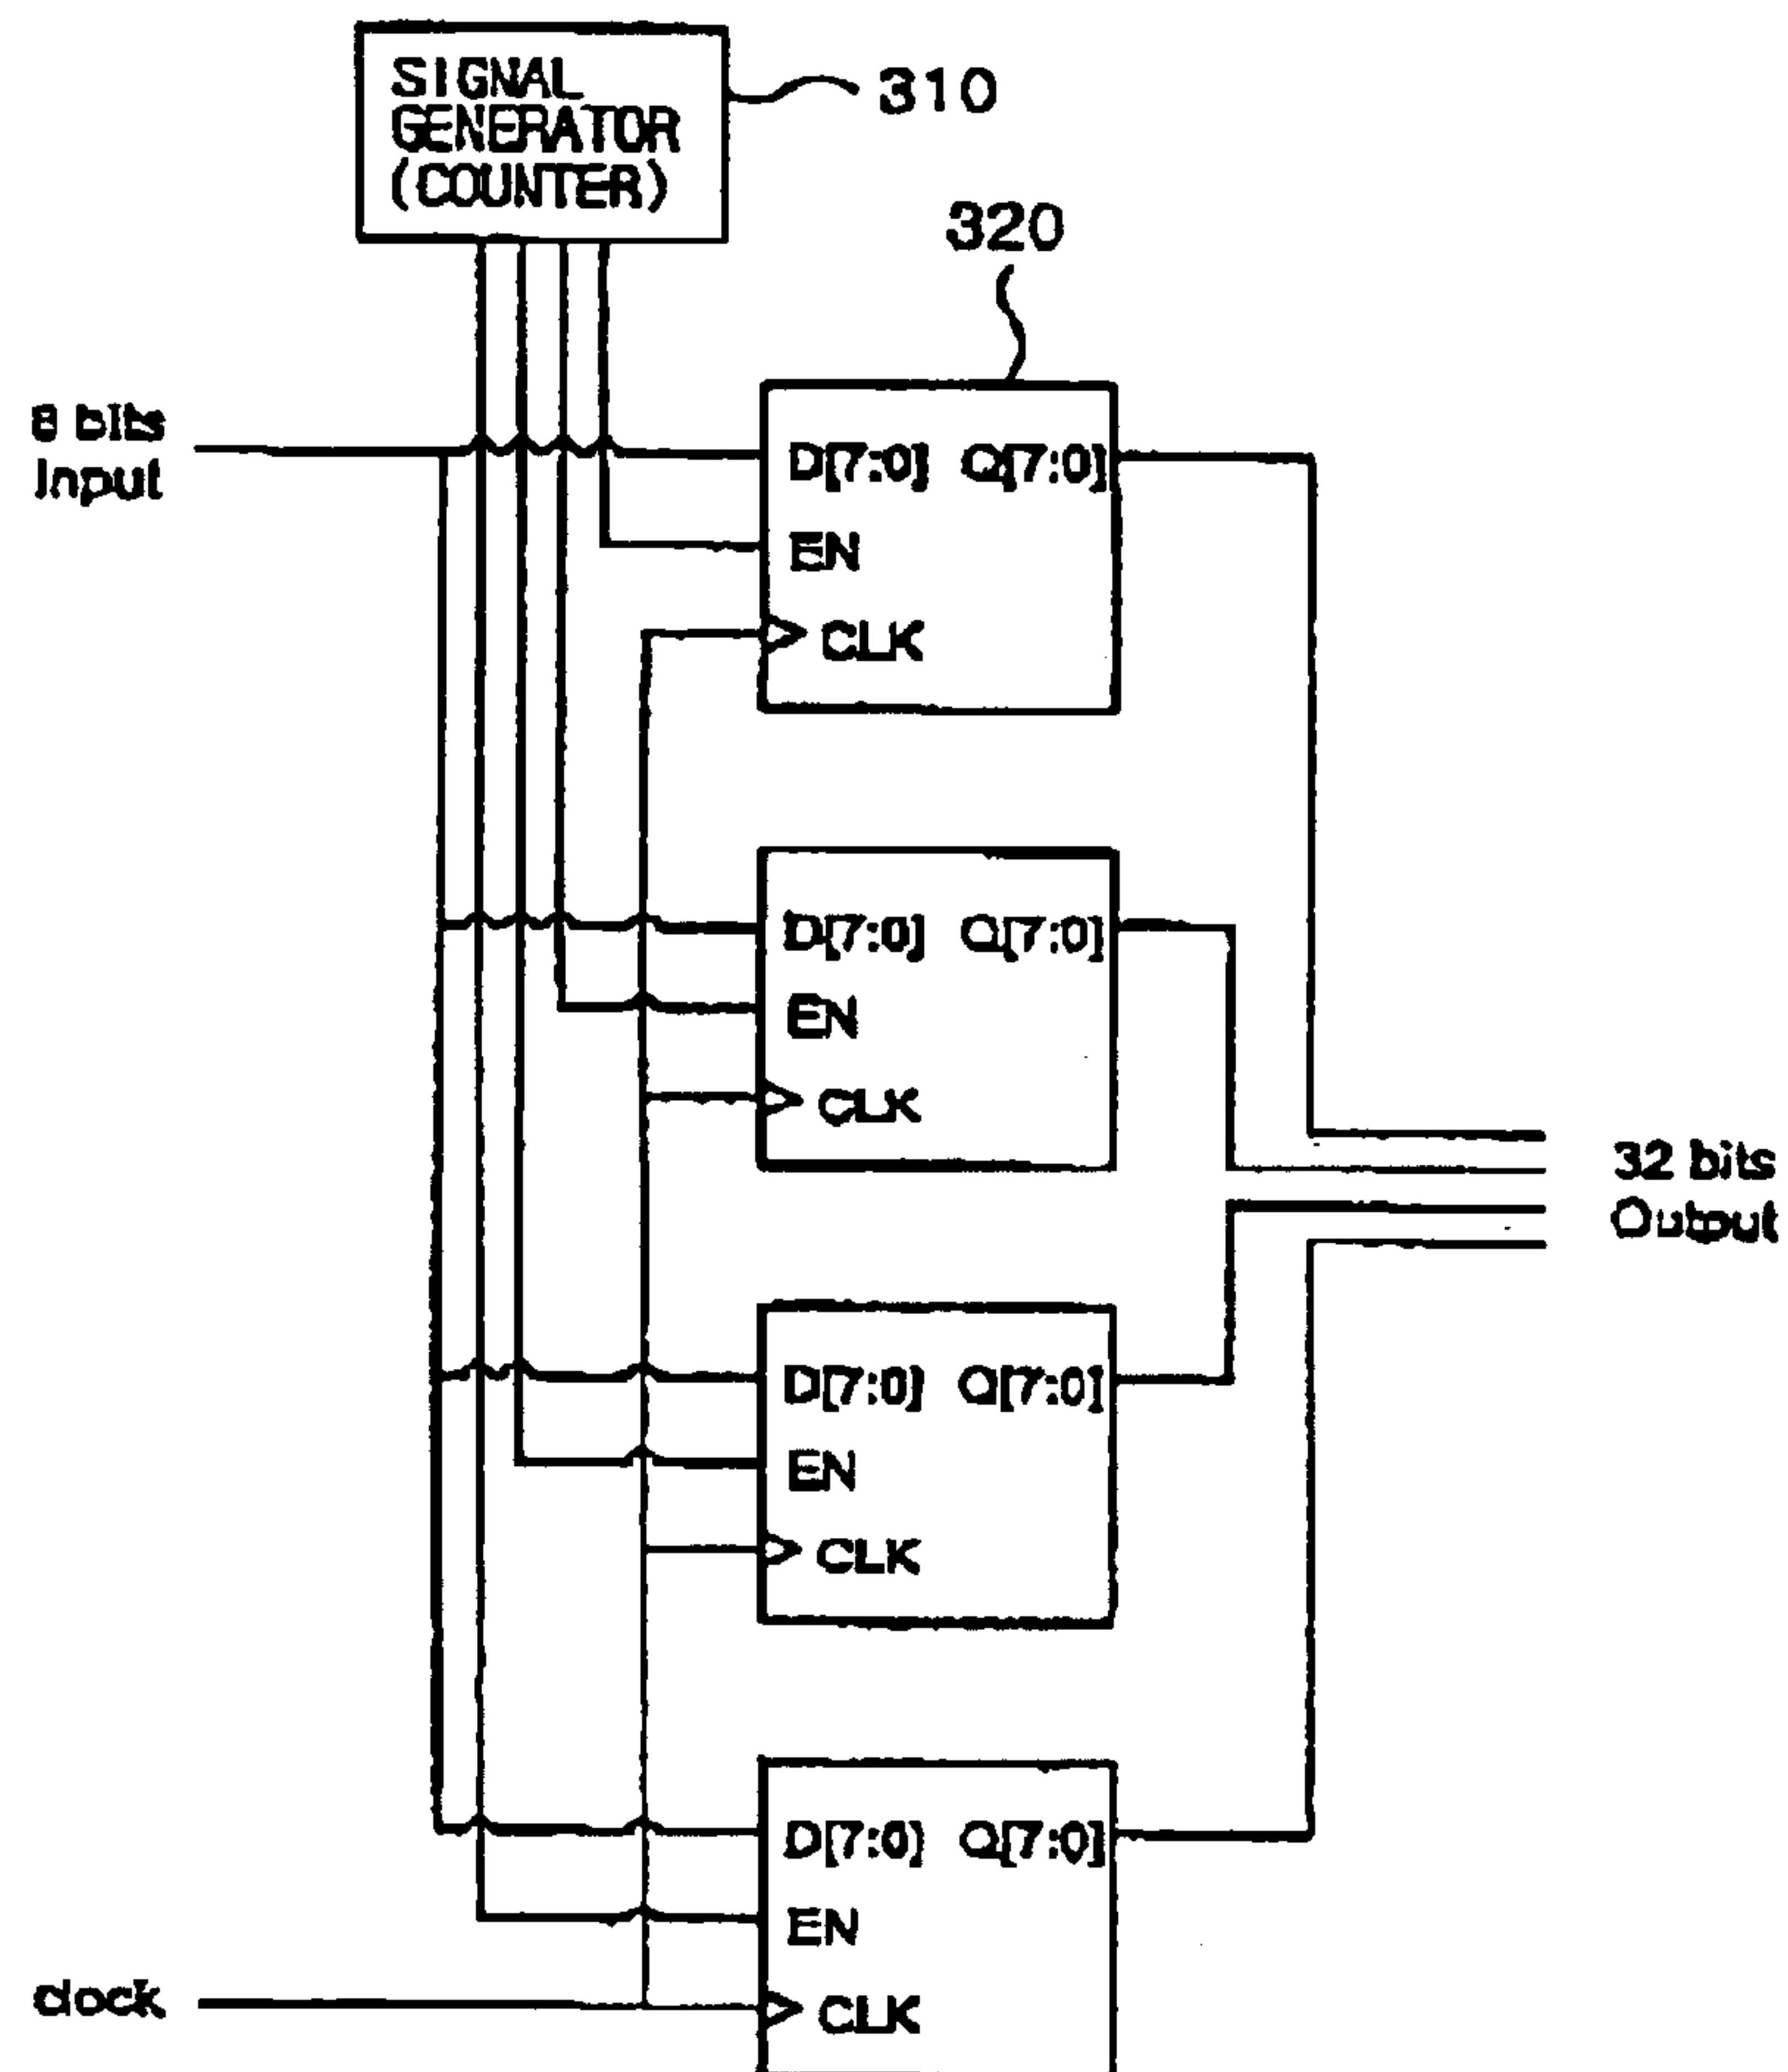 SIGNAL
GENERATOR
(COUNTER)
310
320
8 bits
Input
D[7:0] Q[7:0]
EN
CLK
D[7:0] Q[7:0]
EN
CLK
32 bits
Output
D[7:0] Q[7:0]
EN
CLK
D[7:0] Q[7:0]
EN
clock
CLK